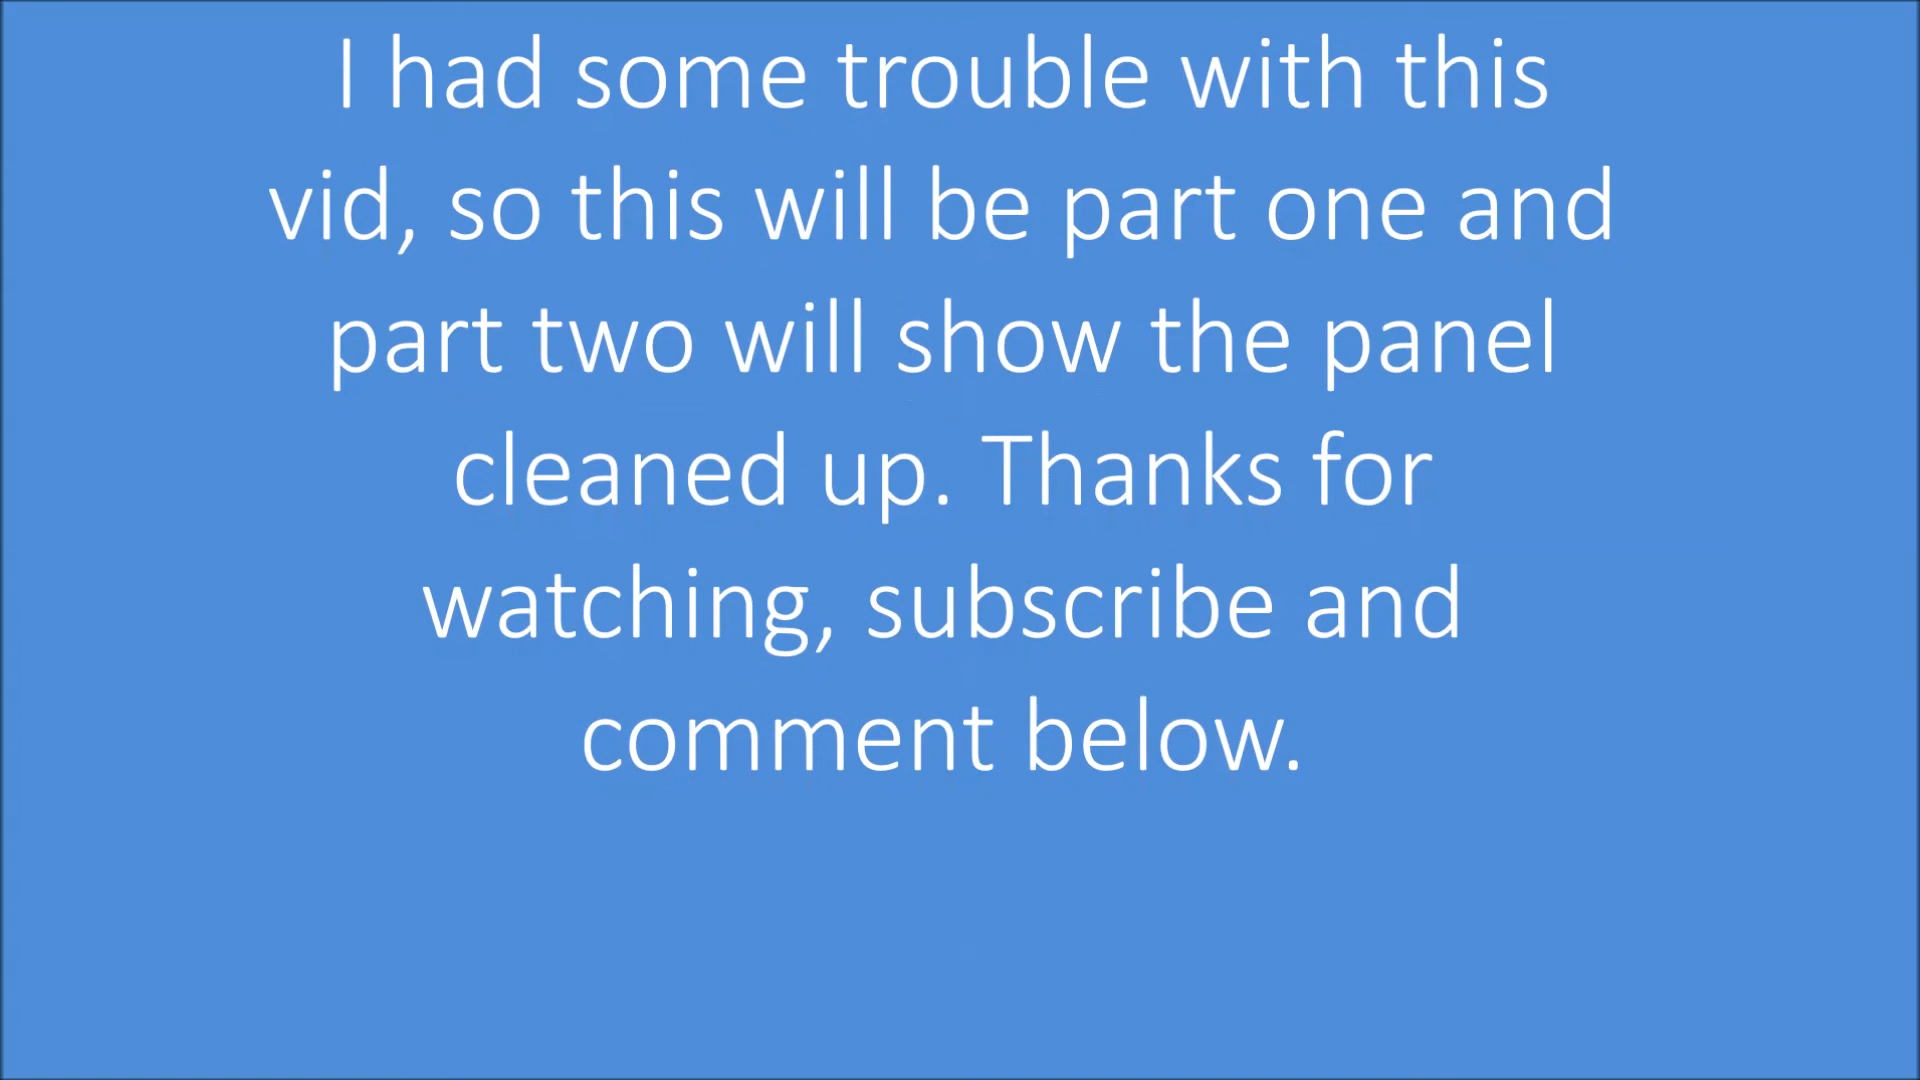 I had some trouble with this
vid, so this will be part one and
part two will show the panel
cleaned up. Thanks for
watching, subscribe and
comment below.